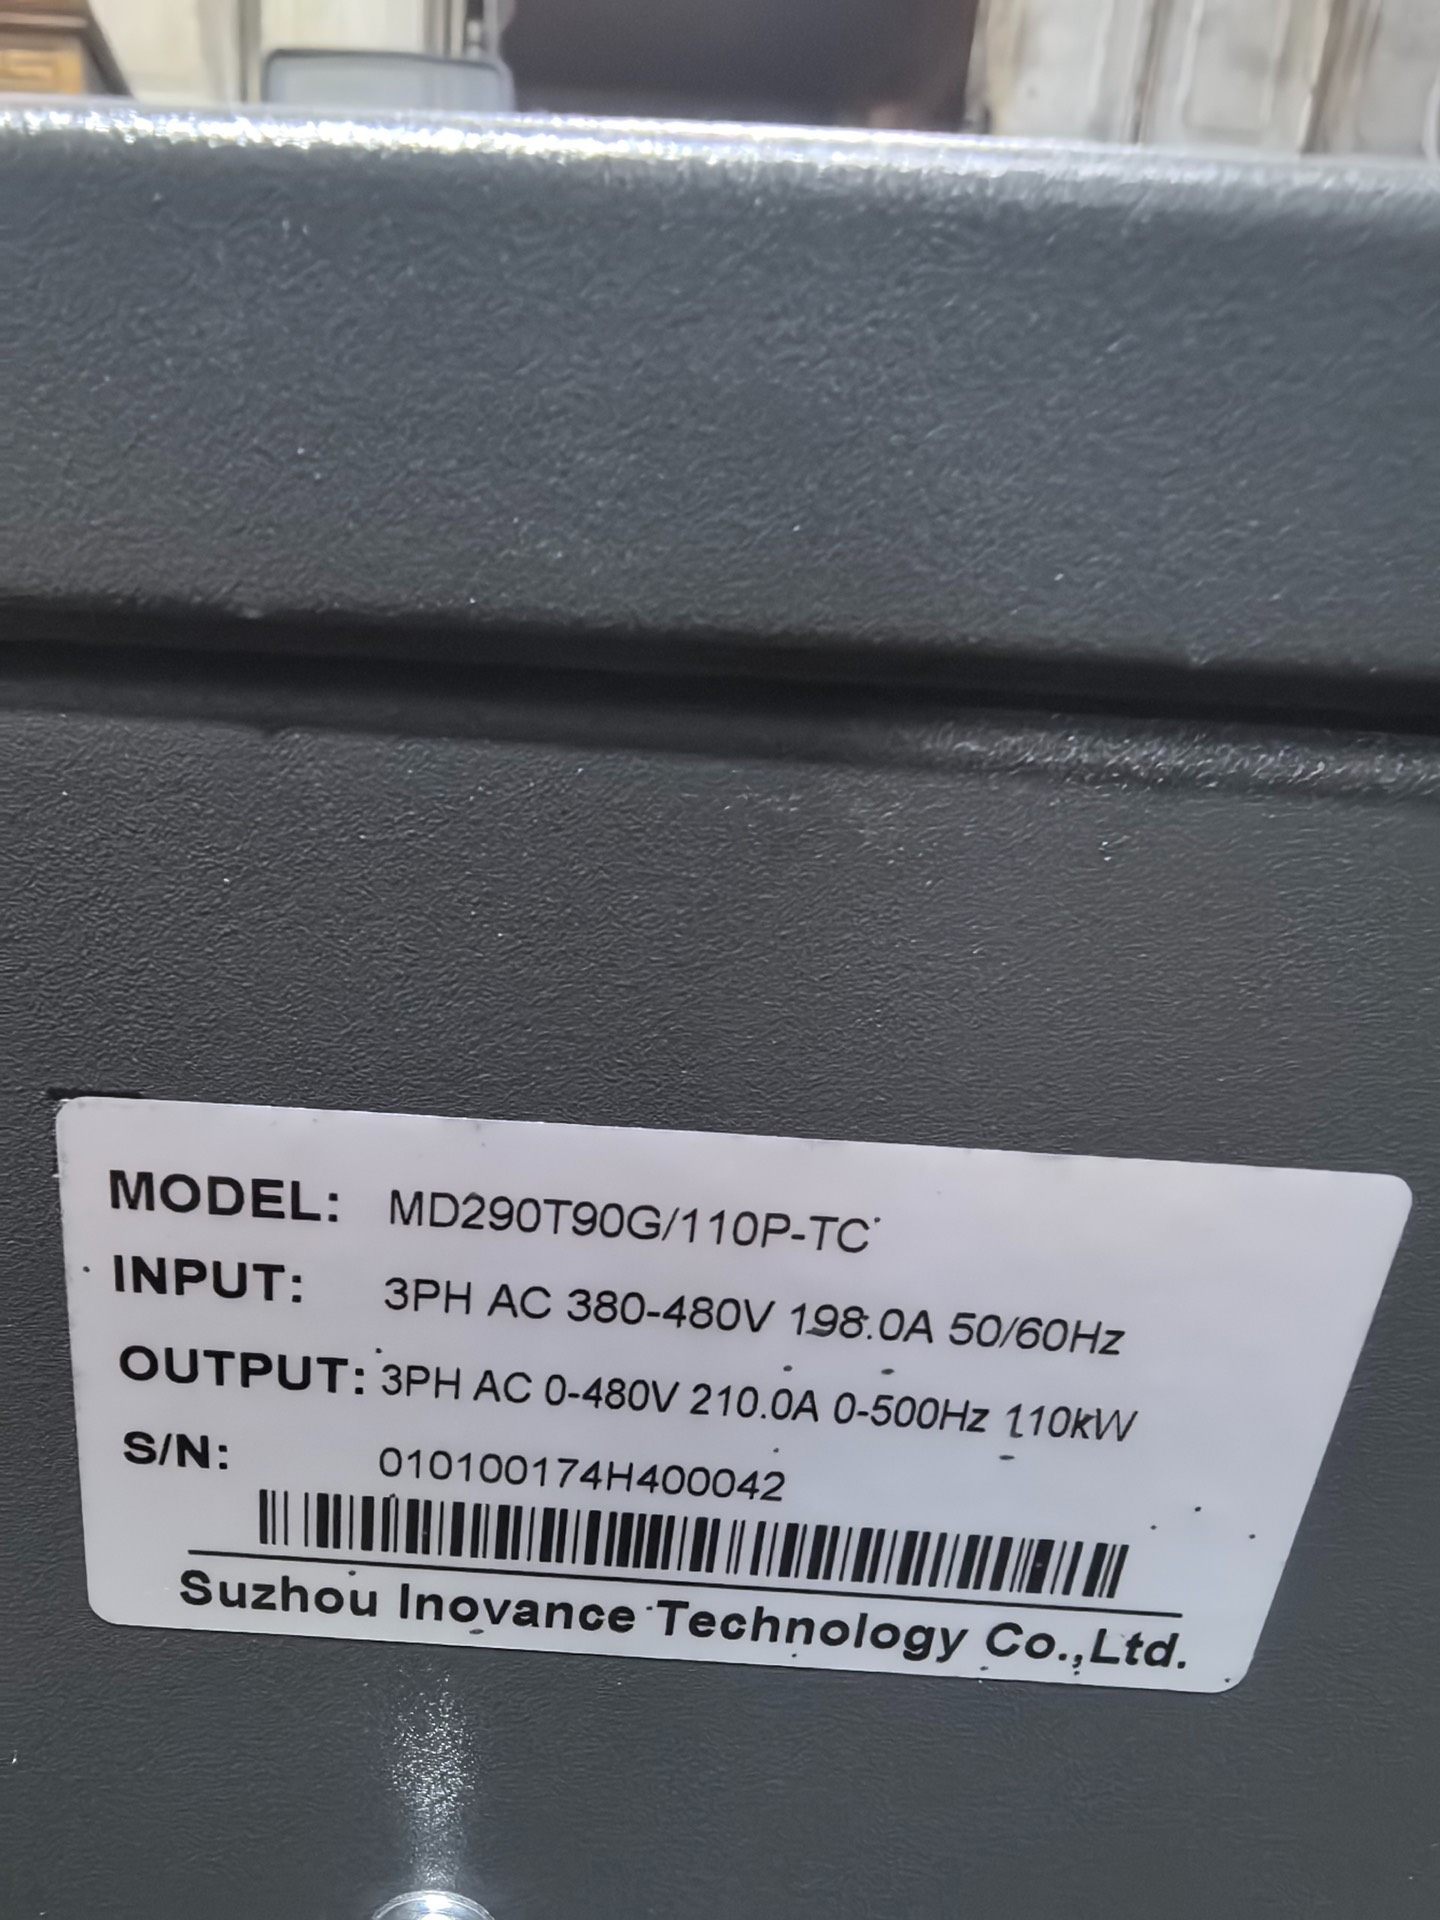 MODEL: MD290T90G/110P-TC
INPUT: 3PH AC 380-480V 198.0A 50/60Hz
OUTPUT: 3PH AC 0-480V 210.0A 0-500Hz 110kW
S/N: 010100174H400042
Suzhou Inovance Technology Co.,Ltd.